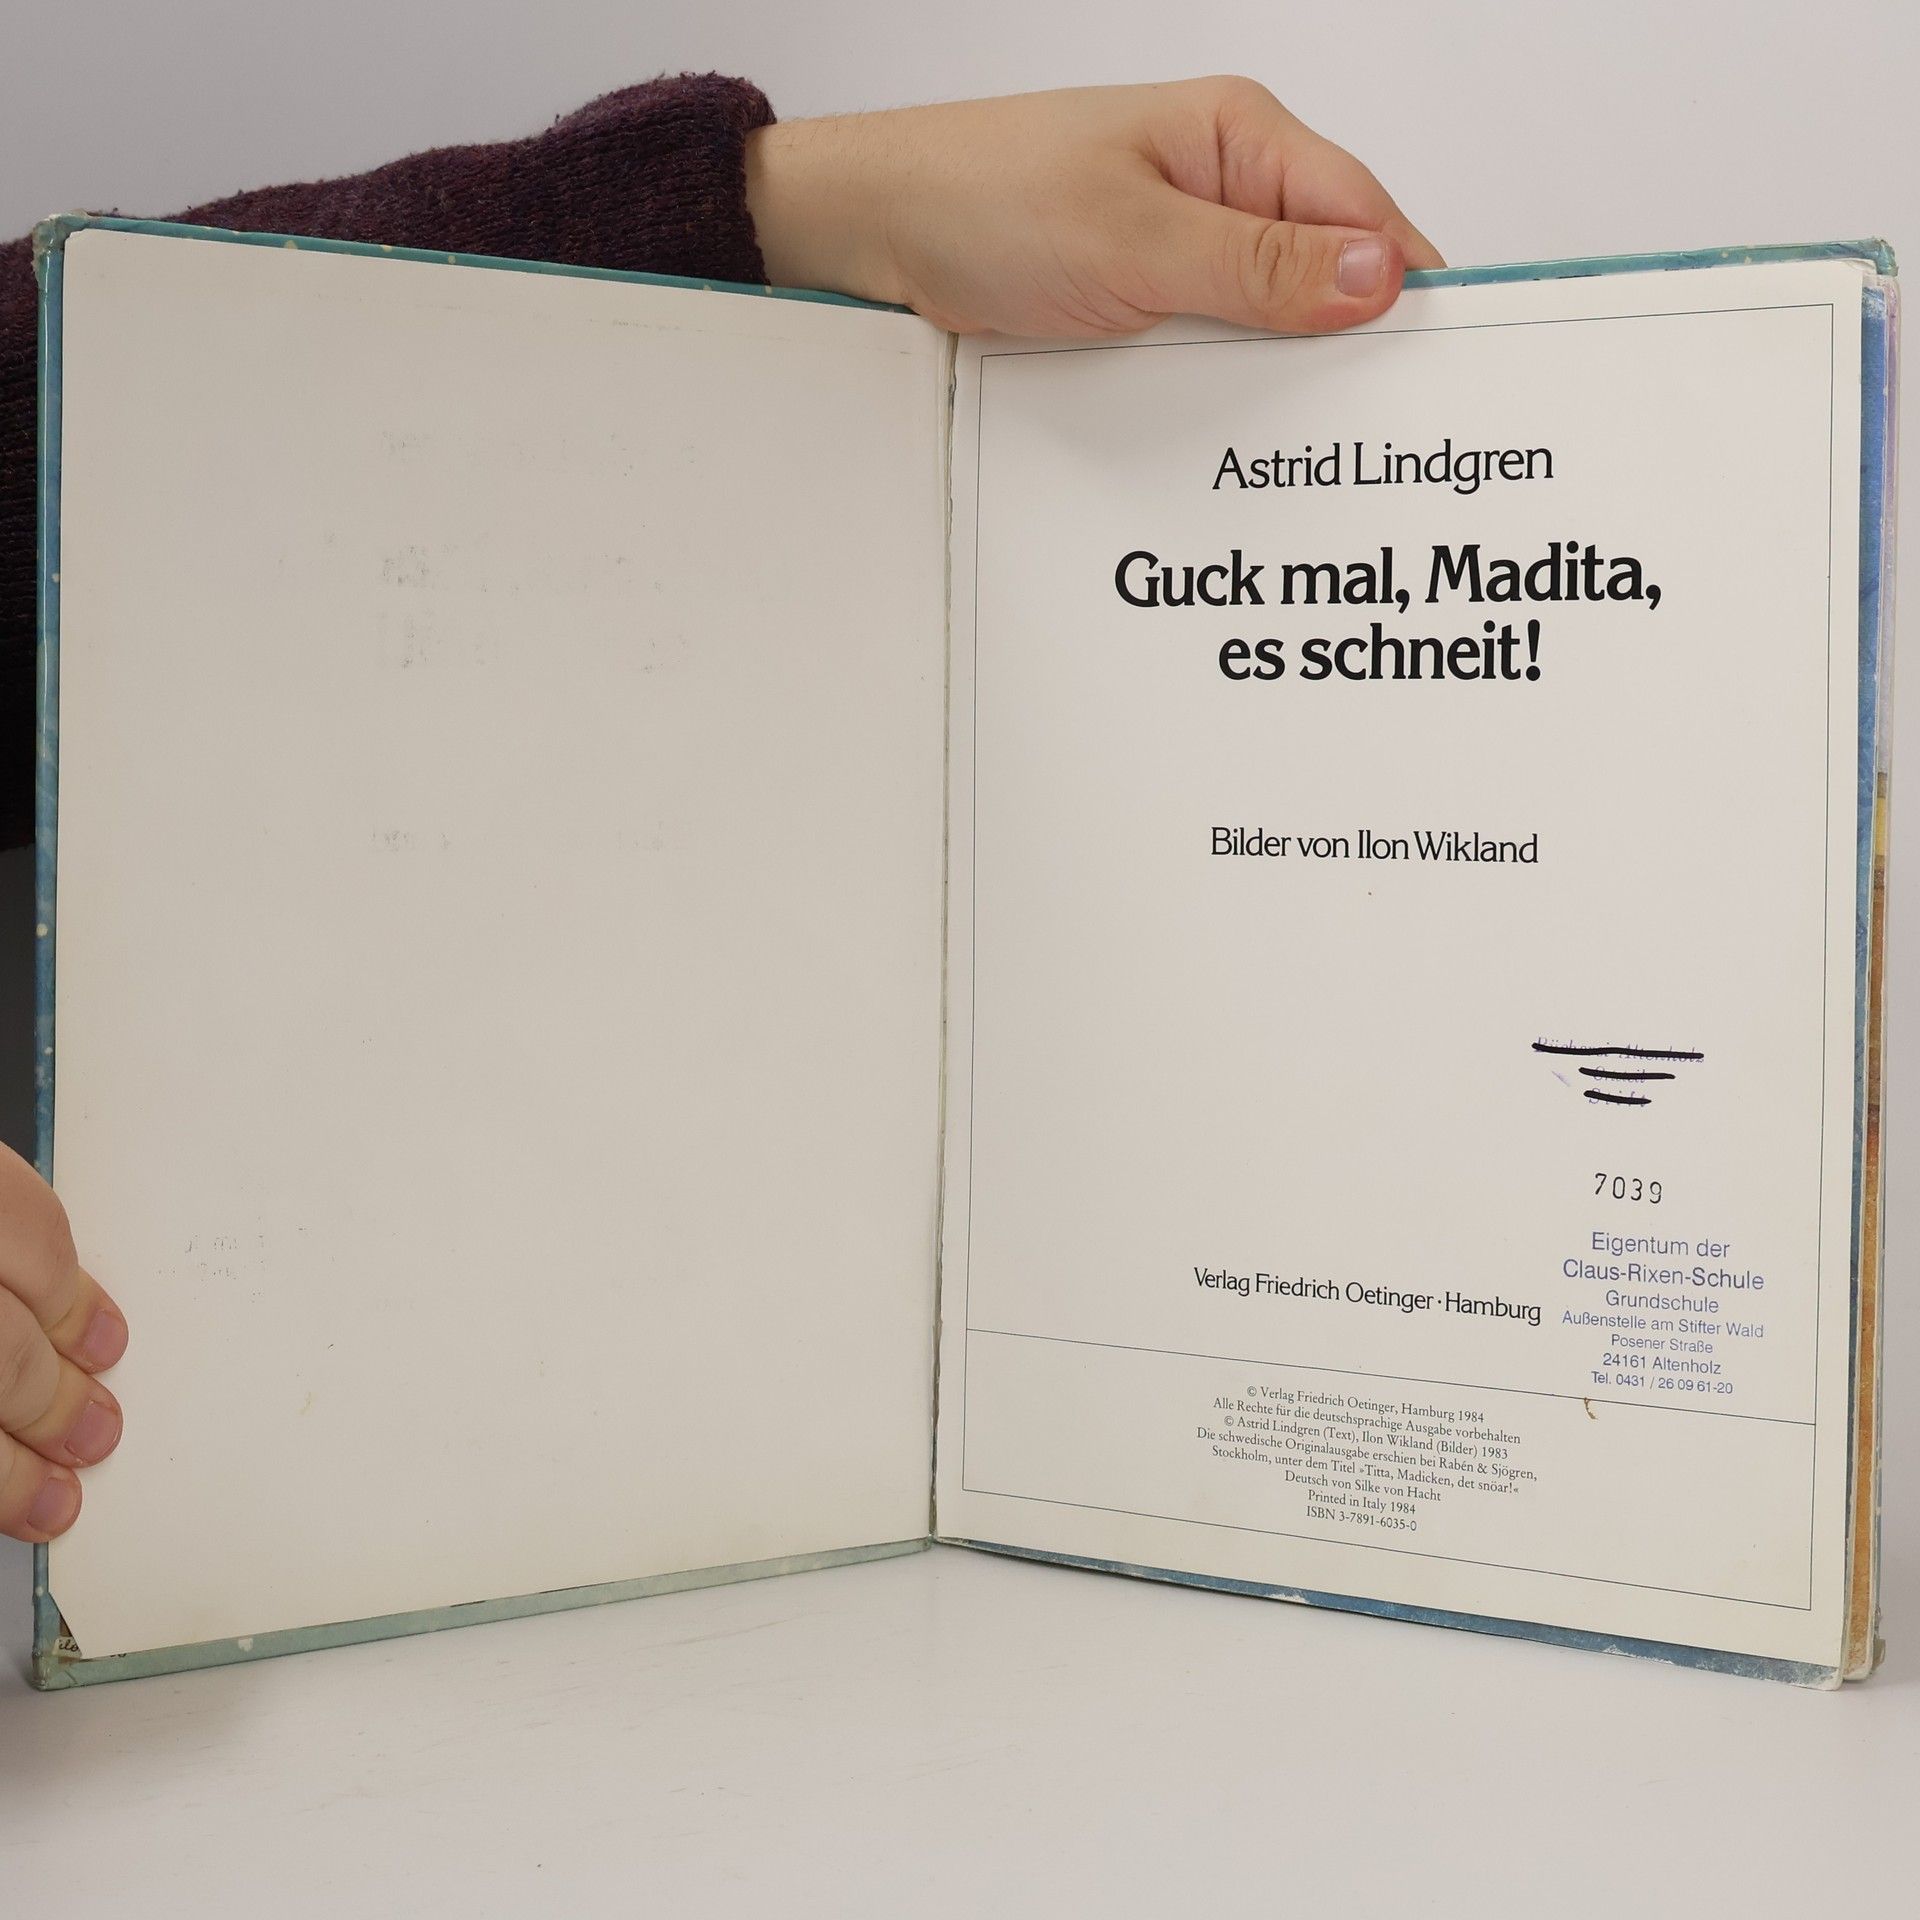 Astrid Lindgren
Guck mal, Madita,
es schneit!
Bilder von Ilon Wikland
Bücherei Altenholz
Stift
7039
Eigentum der
Claus-Rixen-Schule
Grundschule
Außenstelle am Stifter Wald
Posener Straße
24161 Altenholz
Tel. 0431 / 26 09 61-20
Verlag Friedrich Oetinger · Hamburg
© Verlag Friedrich Oetinger, Hamburg 1984
Alle Rechte für die deutschsprachige Ausgabe vorbehalten
© Astrid Lindgren (Text), Ilon Wikland (Bilder) 1983
Die schwedische Originalausgabe erschien bei Rabén & Sjögren,
Stockholm, unter dem Titel »Titta, Madicken, det snöar!«
Deutsch von Silke von Hacht
Printed in Italy 1984
ISBN 3-7891-6035-0